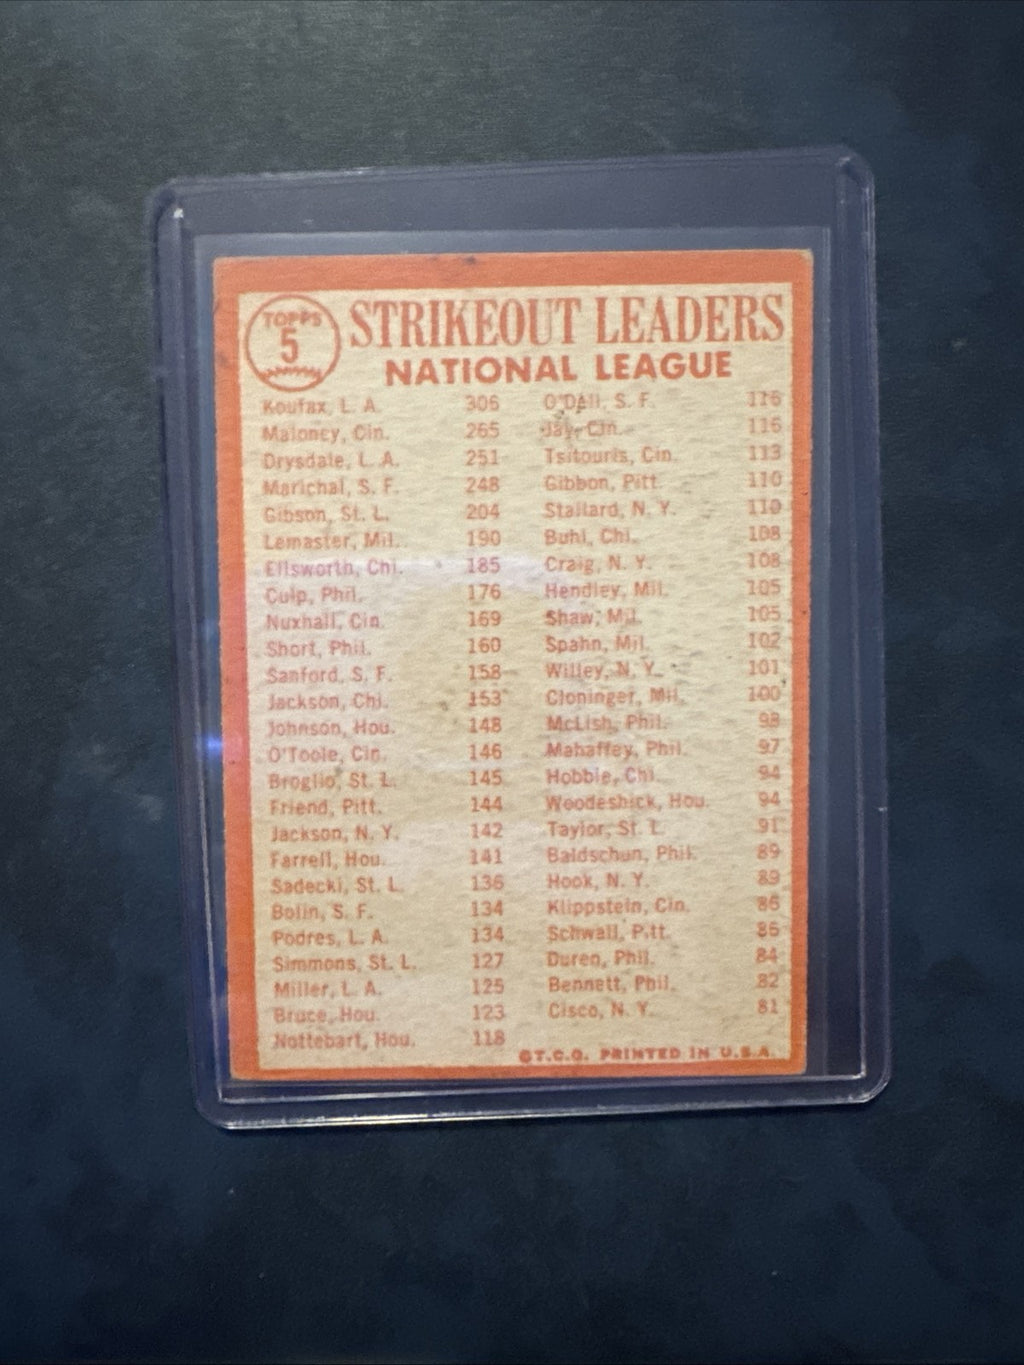 TOPPS
5
STRIKEOUT LEADERS
NATIONAL LEAGUE
Koufax, L. A. 306
Maloney, Cin. 265
Drysdale, L. A. 251
Marichal, S. F. 248
Gibson, St. L. 204
Lemaster, Mil. 190
Ellsworth, Chi. 185
Culp, Phil. 176
Nuxhall, Cin. 169
Short, Phil. 160
Sanford, S. F. 158
Jackson, Chi. 153
Johnson, Hou. 148
O'Toole, Cin. 146
Broglio, St. L. 145
Friend, Pitt. 144
Jackson, N. Y. 142
Farrell, Hou. 141
Sadecki, St. L. 136
Bolin, S. F. 134
Podres, L. A. 134
Simmons, St. L. 127
Miller, L. A. 125
Bruce, Hou. 123
Nottebart, Hou. 118
O'Dell, S. F. 116
Jay, Cin. 116
Tsitouris, Cin. 113
Gibbon, Pitt. 110
Stallard, N. Y. 110
Buhl, Chi. 108
Craig, N. Y. 108
Hendley, Mil. 105
Shaw, Mil. 105
Spahn, Mil. 102
Willey, N. Y. 101
Cloninger, Mil. 100
McLish, Phil. 98
Mahaffey, Phil. 97
Hobbie, Chi. 94
Woodeshick, Hou. 94
Taylor, St. L. 91
Baldschun, Phil. 89
Hook, N. Y. 89
Klippstein, Cin. 86
Schwall, Pitt. 86
Duren, Phil. 84
Bennett, Phil. 82
Cisco, N. Y. 81
©T.C.G. PRINTED IN U.S.A.